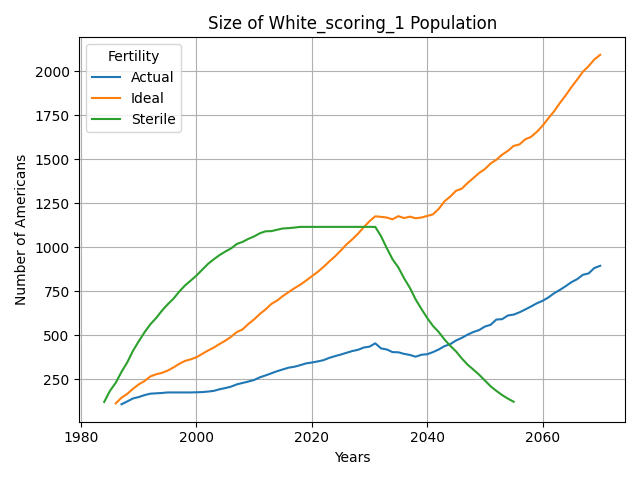 Size of White_scoring_1 Population
Fertility
Actual
Ideal
Sterile
Number of Americans
2000
1750
1500
1250
1000
750
500
250
1980
2000
2020
2040
2060
Years